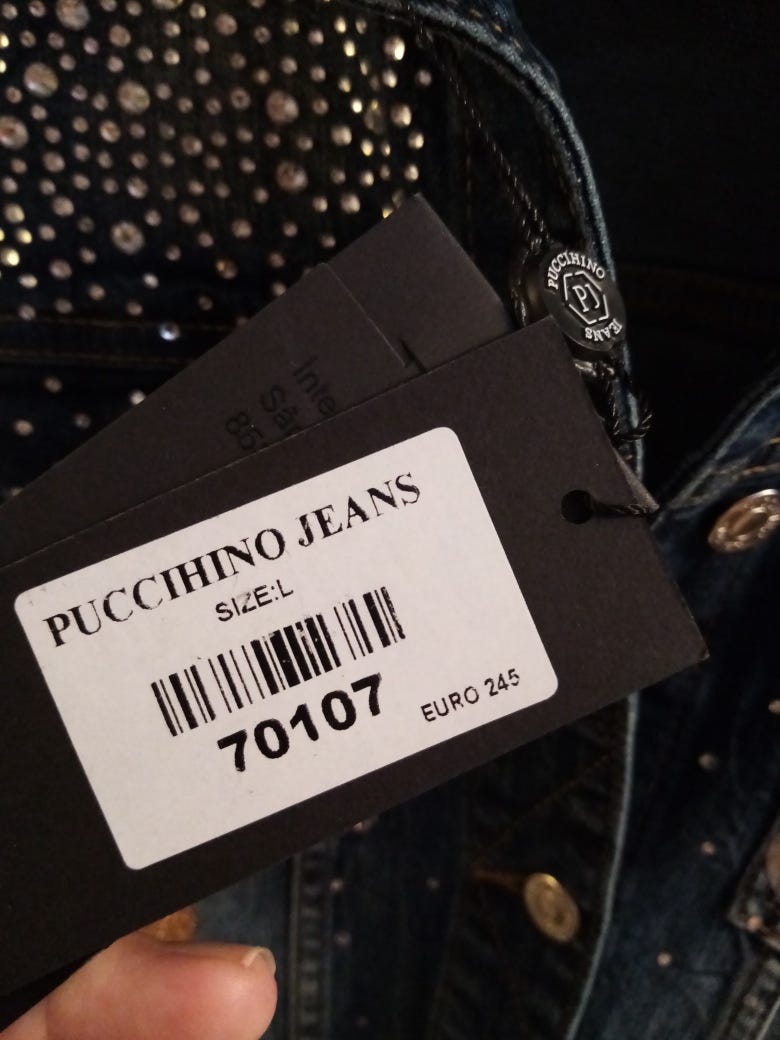 PUCCIHINO
PJ
JEANS
PUCCIHINO JEANS
SIZE:L
70107
EURO 245